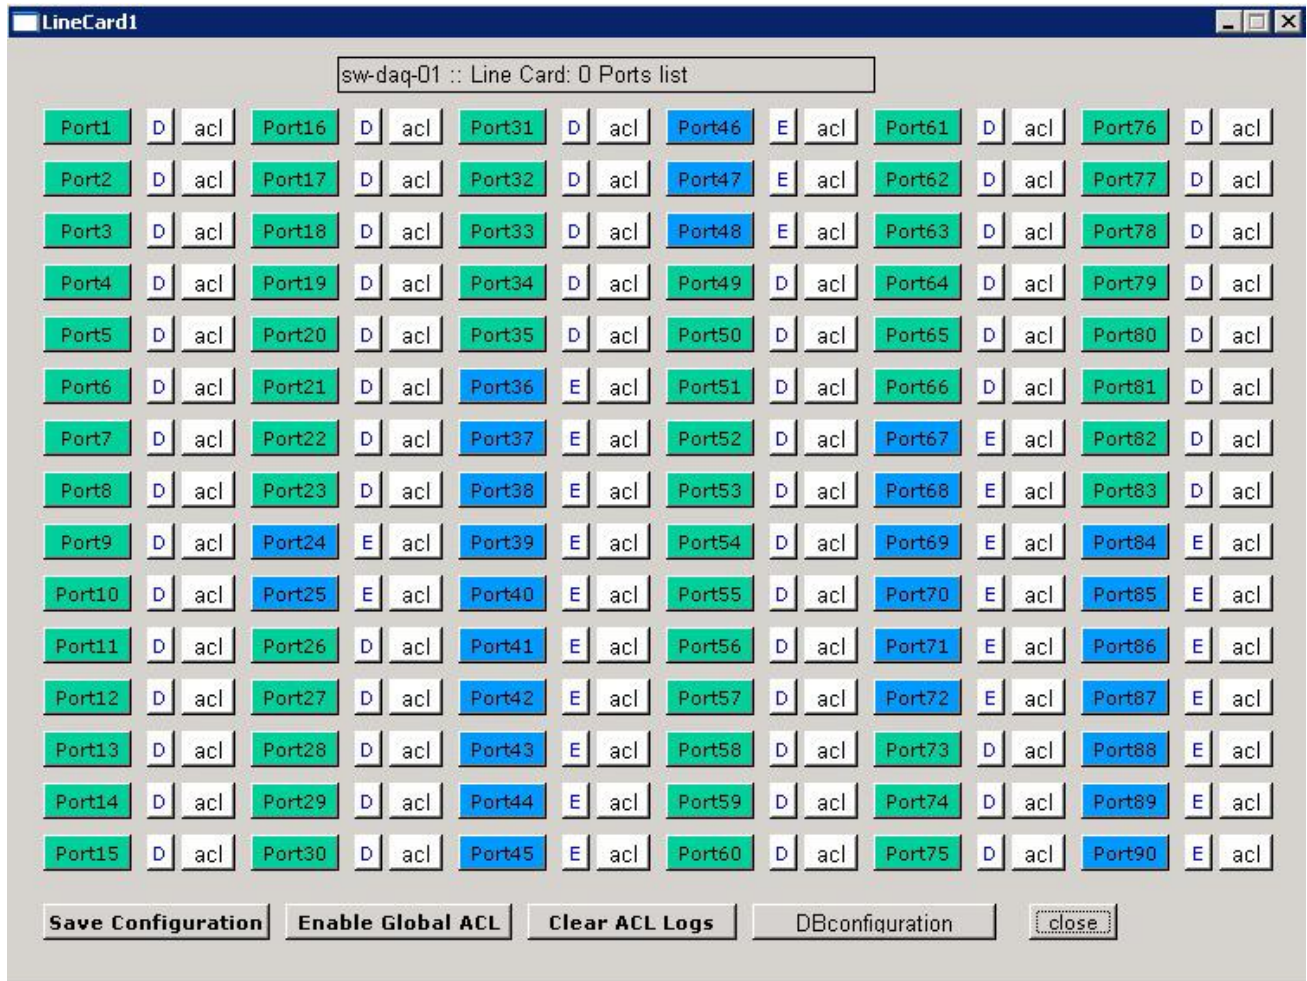 LineCard1
sw-daq-01 :: Line Card: 0 Ports list
Port1 D acl Port16 D acl Port31 D acl Port46 E acl Port61 D acl Port76 D acl
Port2 D acl Port17 D acl Port32 D acl Port47 E acl Port62 D acl Port77 D acl
Port3 D acl Port18 D acl Port33 D acl Port48 E acl Port63 D acl Port78 D acl
Port4 D acl Port19 D acl Port34 D acl Port49 D acl Port64 D acl Port79 D acl
Port5 D acl Port20 D acl Port35 D acl Port50 D acl Port65 D acl Port80 D acl
Port6 D acl Port21 D acl Port36 E acl Port51 D acl Port66 D acl Port81 D acl
Port7 D acl Port22 D acl Port37 E acl Port52 D acl Port67 E acl Port82 D acl
Port8 D acl Port23 D acl Port38 E acl Port53 D acl Port68 E acl Port83 D acl
Port9 D acl Port24 E acl Port39 E acl Port54 D acl Port69 E acl Port84 E acl
Port10 D acl Port25 E acl Port40 E acl Port55 D acl Port70 E acl Port85 E acl
Port11 D acl Port26 D acl Port41 E acl Port56 D acl Port71 E acl Port86 E acl
Port12 D acl Port27 D acl Port42 E acl Port57 D acl Port72 E acl Port87 E acl
Port13 D acl Port28 D acl Port43 E acl Port58 D acl Port73 D acl Port88 E acl
Port14 D acl Port29 D acl Port44 E acl Port59 D acl Port74 D acl Port89 E acl
Port15 D acl Port30 D acl Port45 E acl Port60 D acl Port75 D acl Port90 E acl
Save Configuration Enable Global ACL Clear ACL Logs DBconfiguration close